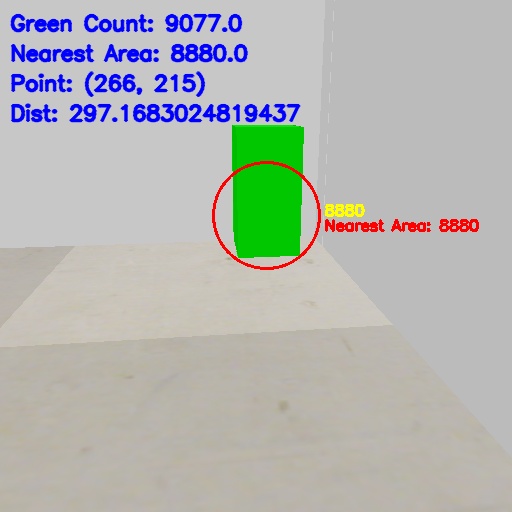 Green Count: 9077.0
Nearest Area: 8880.0
Point: (266, 215)
Dist: 297.1683024819437
8880
Nearest Area: 8880